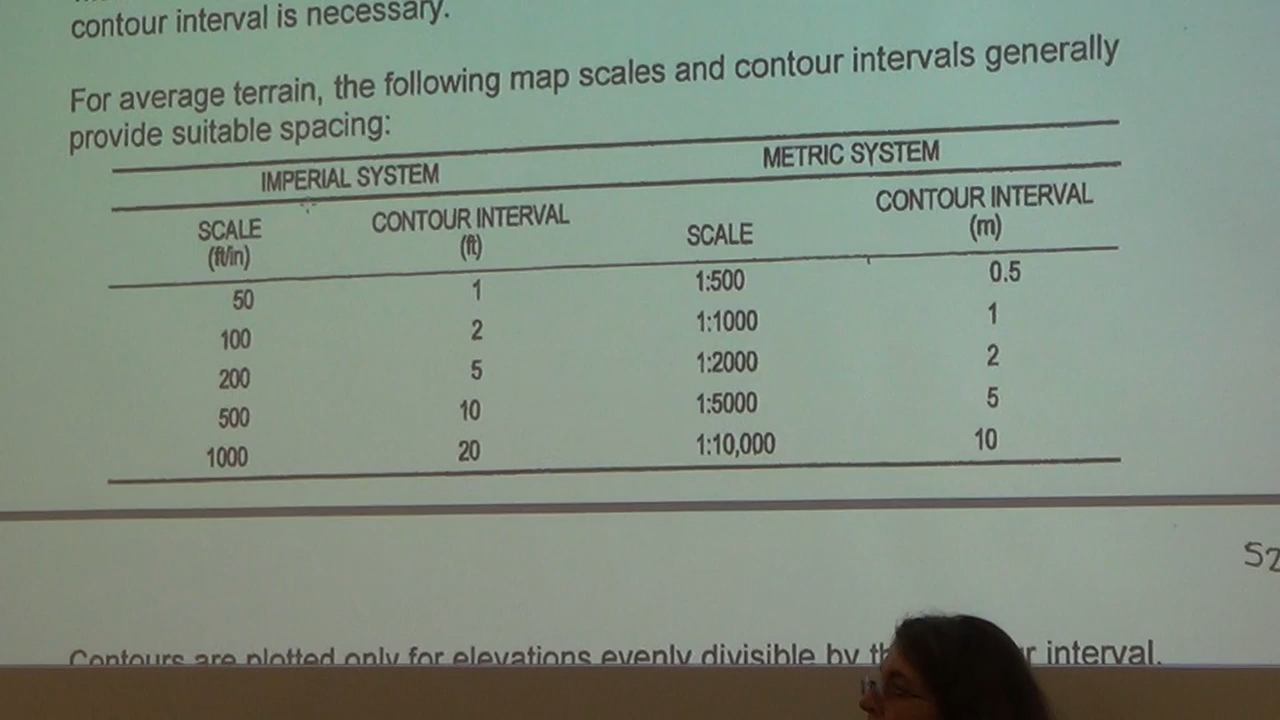 contour interval is necessary.
For average terrain, the following map scales and contour intervals generally
provide suitable spacing:
IMPERIAL SYSTEM METRIC SYSTEM
SCALE (ft/in) CONTOUR INTERVAL (ft) SCALE CONTOUR INTERVAL (m)
50 1 1:500 0.5
100 2 1:1000 1
200 5 1:2000 2
500 10 1:5000 5
1000 20 1:10,000 10
52
Contours are plotted only for elevations evenly divisible by interval.